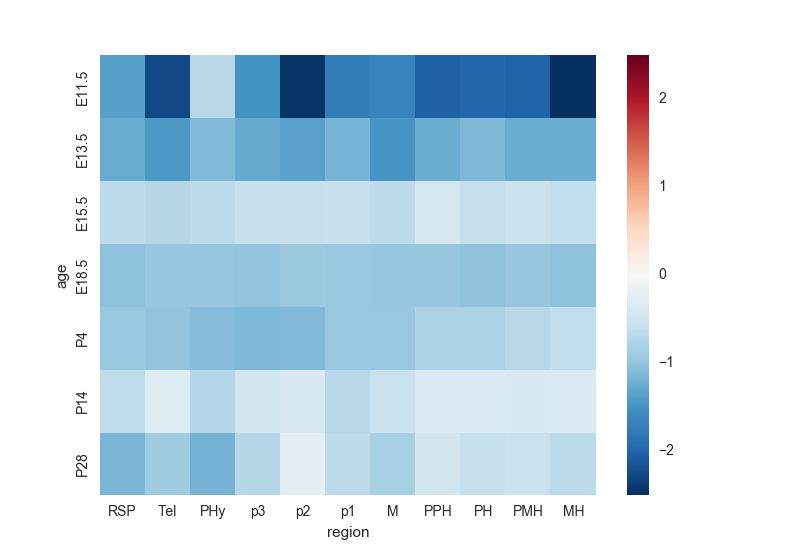 age
E11.5
E13.5
E15.5
E18.5
P4
P14
P28
RSP Tel PHy p3 p2 p1 M PPH PH PMH MH
region
2
1
0
−1
−2